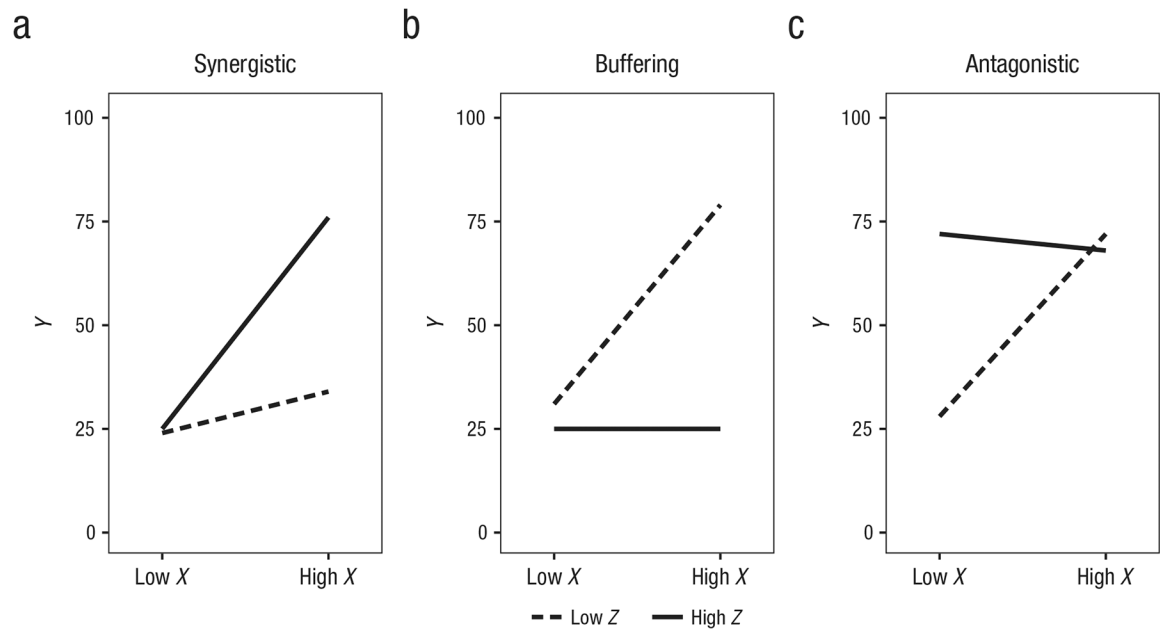 a
b
c
Synergistic
Buffering
Antagonistic
100
75
50
25
0
Y
Low X
High X
100
75
50
25
0
Y
Low X
High X
100
75
50
25
0
Y
Low X
High X
Low Z
High Z